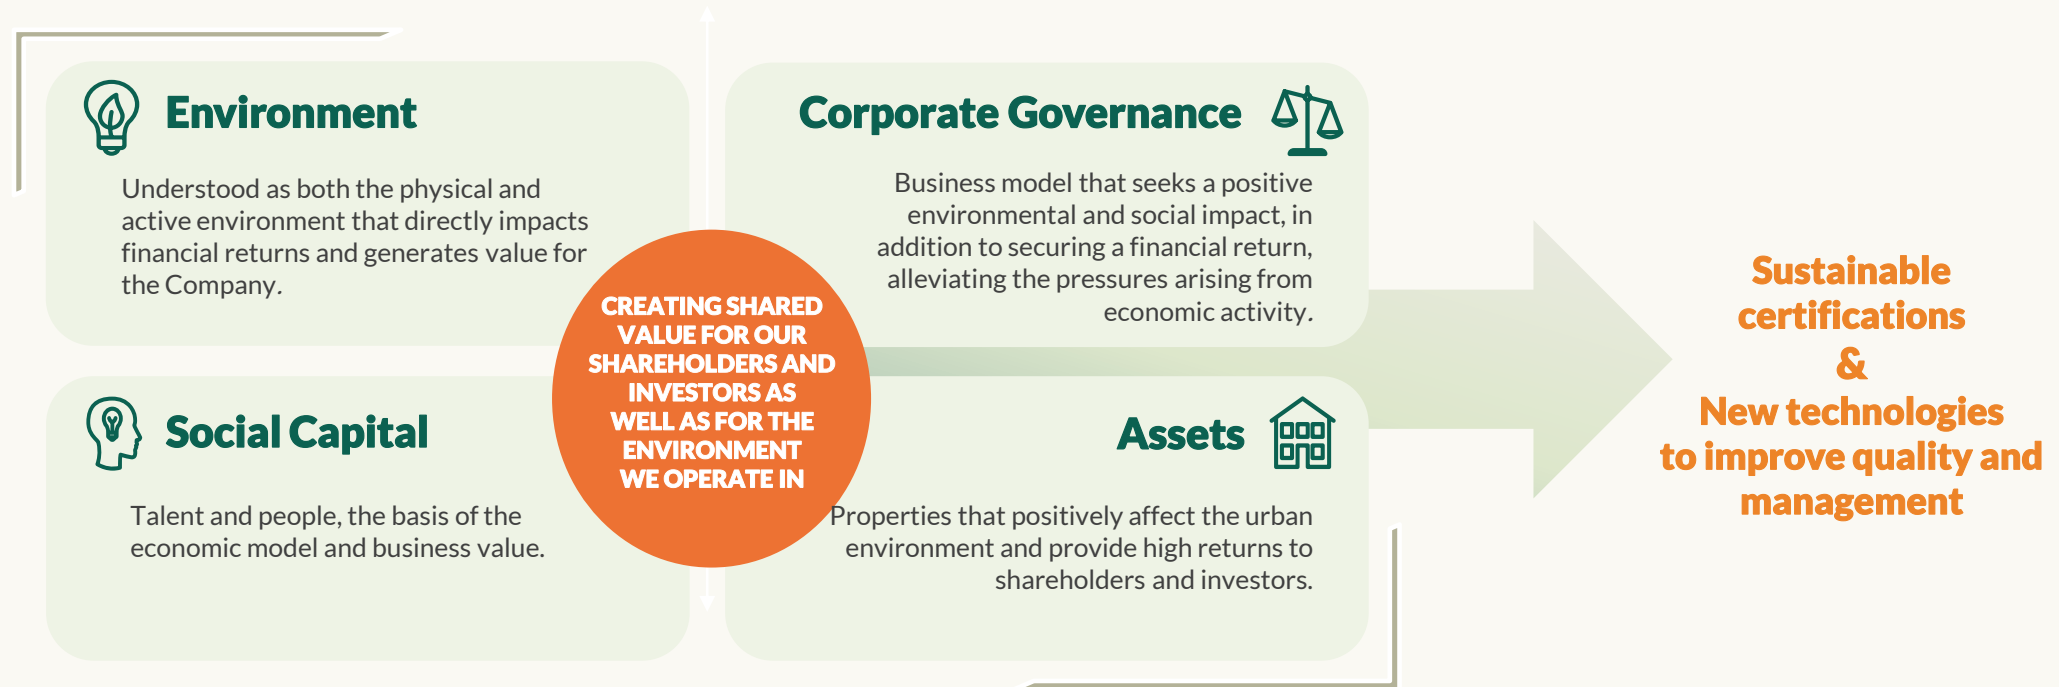 Environment
Understood as both the physical and
active environment that directly impacts
financial returns and generates value for
the Company.
Corporate Governance
Business model that seeks a positive
environmental and social impact, in
addition to securing a financial return,
alleviating the pressures arising from
economic activity.
CREATING SHARED
VALUE FOR OUR
SHAREHOLDERS AND
INVESTORS AS
WELL AS FOR THE
ENVIRONMENT
WE OPERATE IN
Social Capital
Talent and people, the basis of the
economic model and business value.
Assets
Properties that positively affect the urban
environment and provide high returns to
shareholders and investors.
Sustainable
certifications
&
New technologies
to improve quality and
management